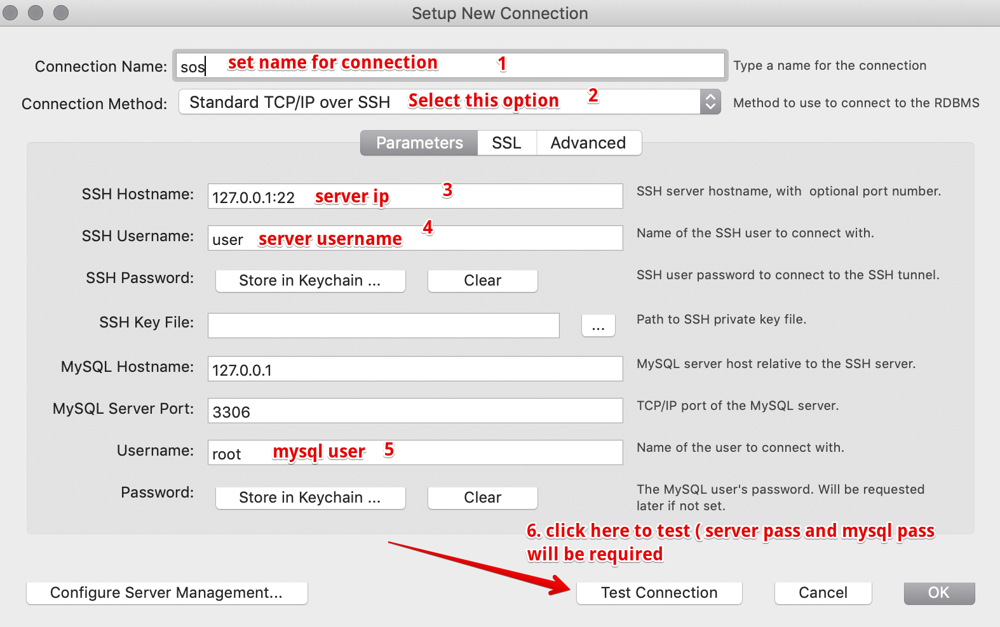 Setup New Connection
Connection Name: sos set name for connection 1 Type a name for the connection
Connection Method: Standard TCP/IP over SSH Select this option 2 Method to use to connect to the RDBMS
Parameters SSL Advanced
SSH Hostname: 127.0.0.1:22 server ip 3 SSH server hostname, with optional port number.
SSH Username: user server username 4 Name of the SSH user to connect with.
SSH Password: Store in Keychain ... Clear SSH user password to connect to the SSH tunnel.
SSH Key File: ... Path to SSH private key file.
MySQL Hostname: 127.0.0.1 MySQL server host relative to the SSH server.
MySQL Server Port: 3306 TCP/IP port of the MySQL server.
Username: root mysql user 5 Name of the user to connect with.
Password: Store in Keychain ... Clear The MySQL user's password. Will be requested
later if not set.
6. click here to test ( server pass and mysql pass
will be required
Configure Server Management... Test Connection Cancel OK